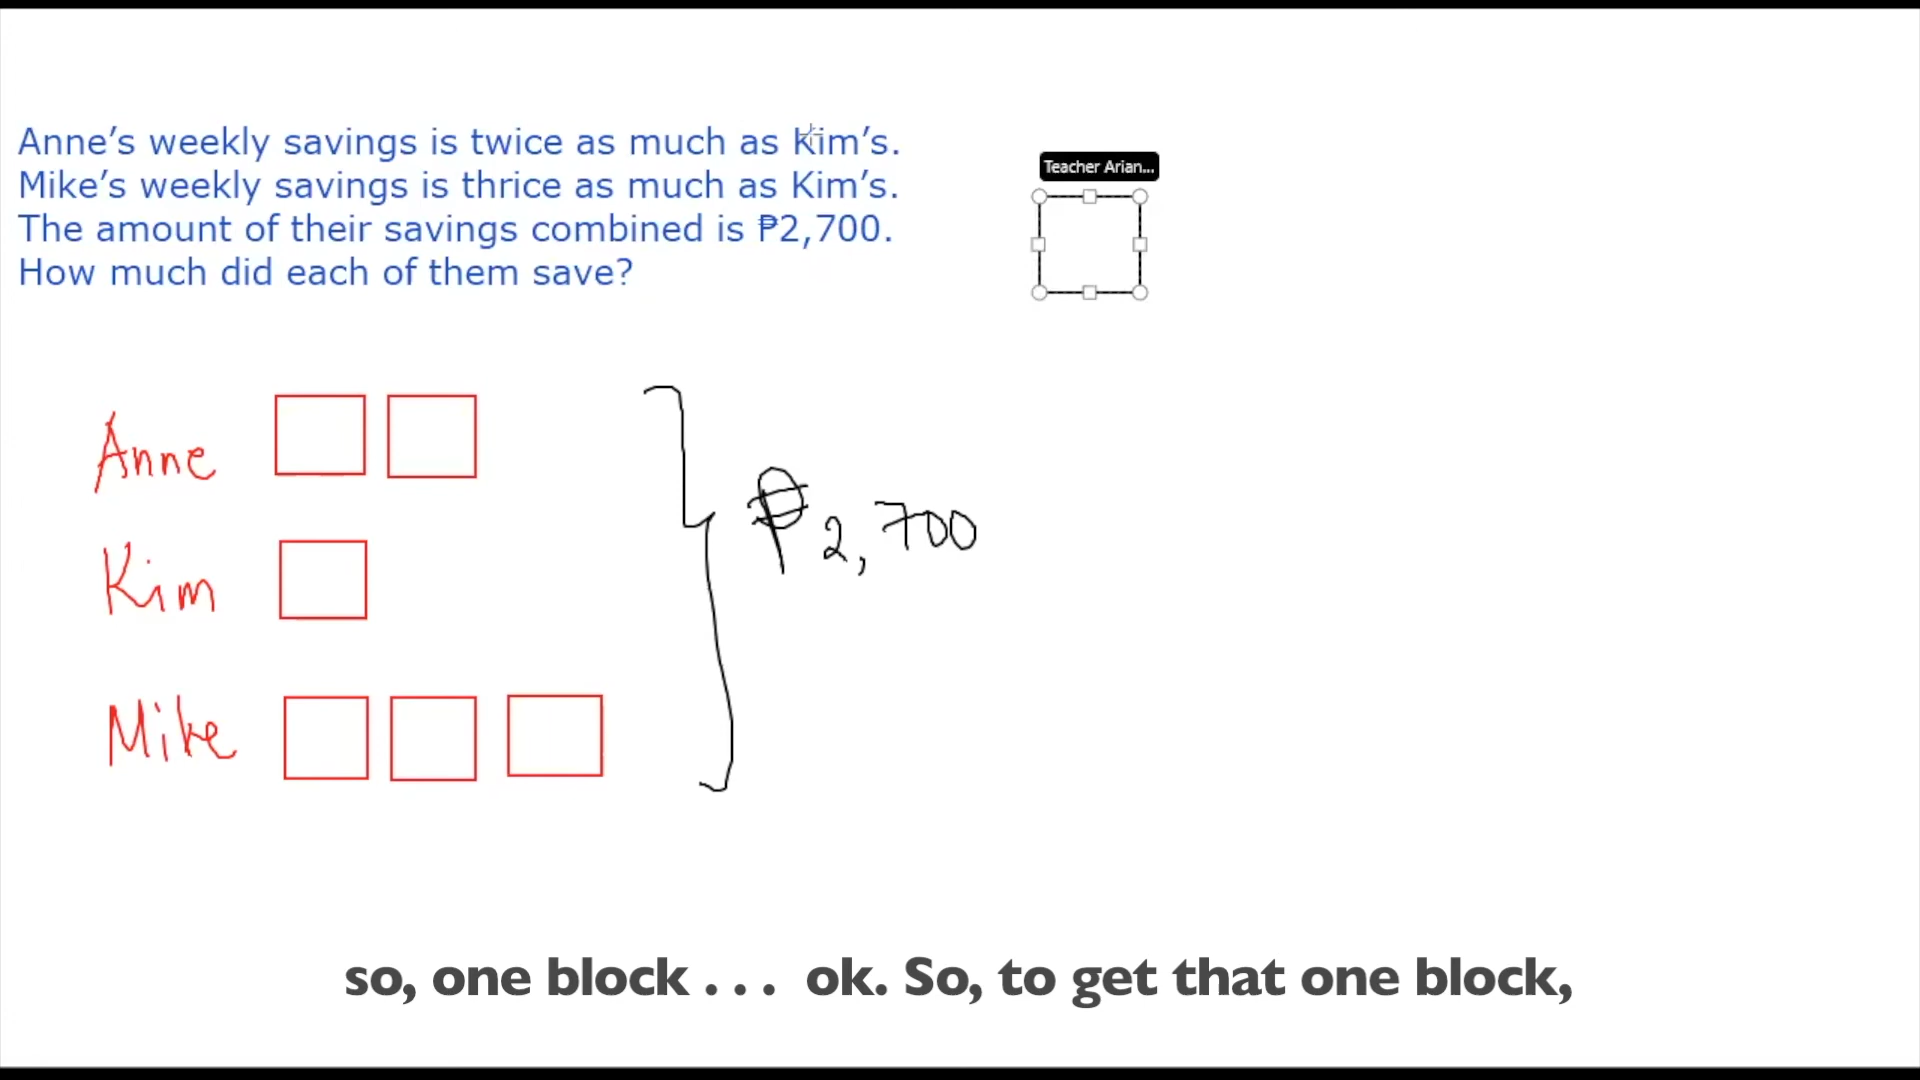 Anne’s weekly savings is twice as much as Kim’s.
Mike’s weekly savings is thrice as much as Kim’s.
The amount of their savings combined is ₱2,700.
How much did each of them save?
Teacher Arian...
Anne
₱2,700
Kim
Mike
so, one block . . .  ok. So, to get that one block,